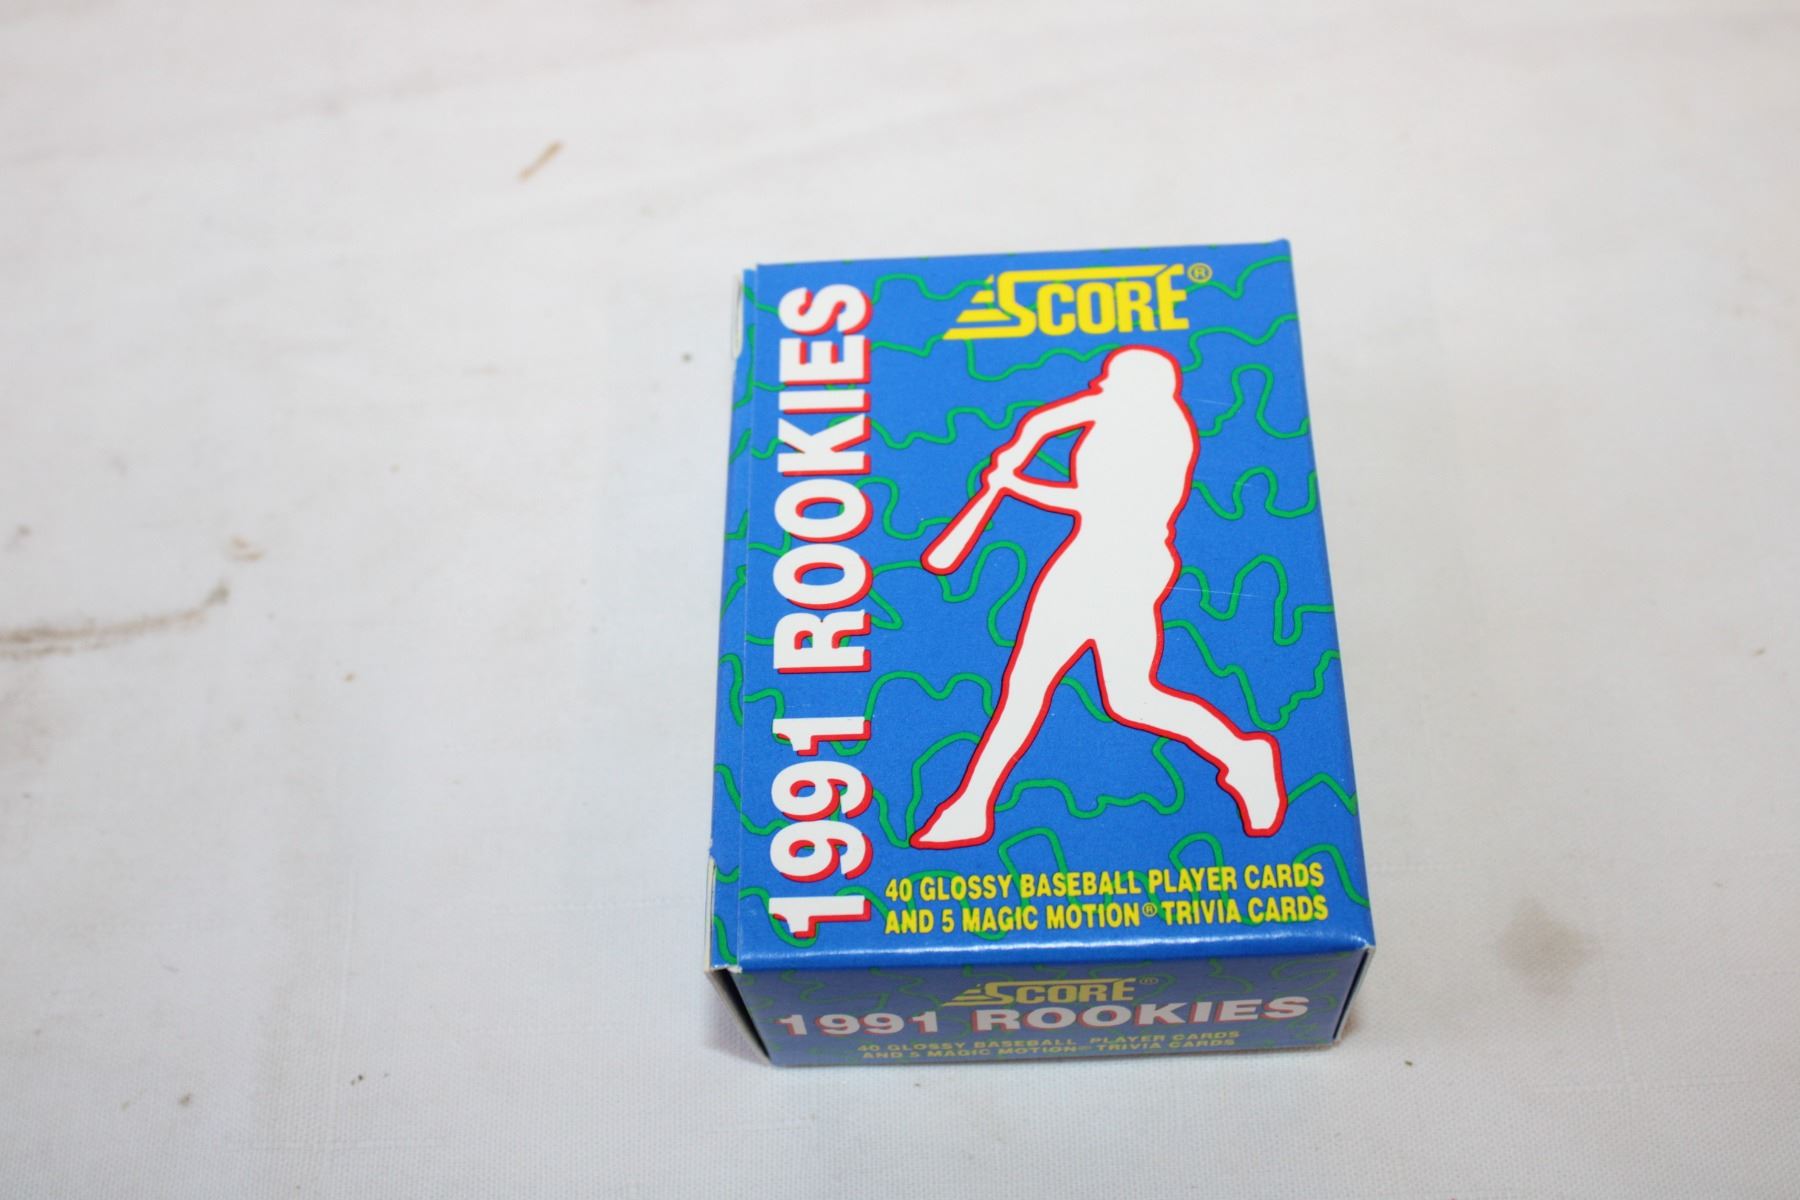 SCORE®
1991 ROOKIES
40 GLOSSY BASEBALL PLAYER CARDS
AND 5 MAGIC MOTION® TRIVIA CARDS
SCORE®
1991 ROOKIES
40 GLOSSY BASEBALL PLAYER CARDS
AND 5 MAGIC MOTION® TRIVIA CARDS